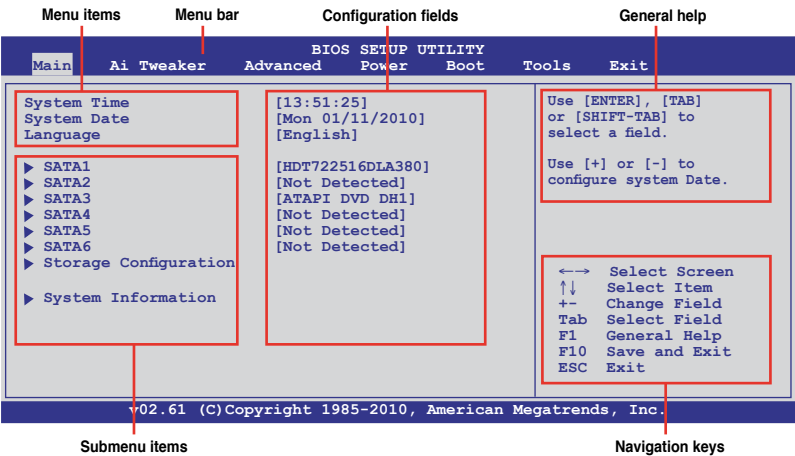 Menu items Menu bar Configuration fields General help
BIOS SETUP UTILITY
Main Ai Tweaker Advanced Power Boot Tools Exit
System Time [13:51:25]
System Date [Mon 01/11/2010]
Language [English]
▶ SATA1 [HDT722516DLA380]
▶ SATA2 [Not Detected]
▶ SATA3 [ATAPI DVD DH1]
▶ SATA4 [Not Detected]
▶ SATA5 [Not Detected]
▶ SATA6 [Not Detected]
▶ Storage Configuration
▶ System Information
Use [ENTER], [TAB]
or [SHIFT-TAB] to
select a field.
Use [+] or [-] to
configure system Date.
←→ Select Screen
↑↓ Select Item
+- Change Field
Tab Select Field
F1 General Help
F10 Save and Exit
ESC Exit
v02.61 (C)Copyright 1985-2010, American Megatrends, Inc.
Submenu items Navigation keys